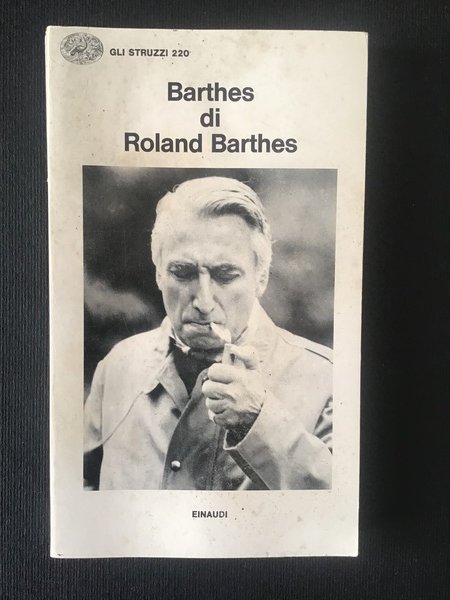 GLI STRUZZI 220
Barthes
di
Roland Barthes
EINAUDI